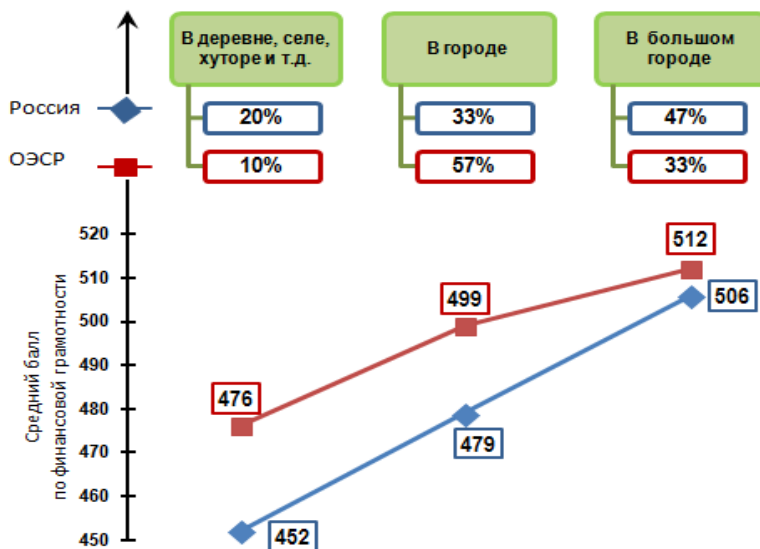 В деревне, селе,
хуторе и т.д.
В городе
В большом
городе
Россия
20%
33%
47%
ОЭСР
10%
57%
33%
Средний балл
по финансовой грамотности
520
510
500
490
480
470
460
450
476
499
512
452
479
506